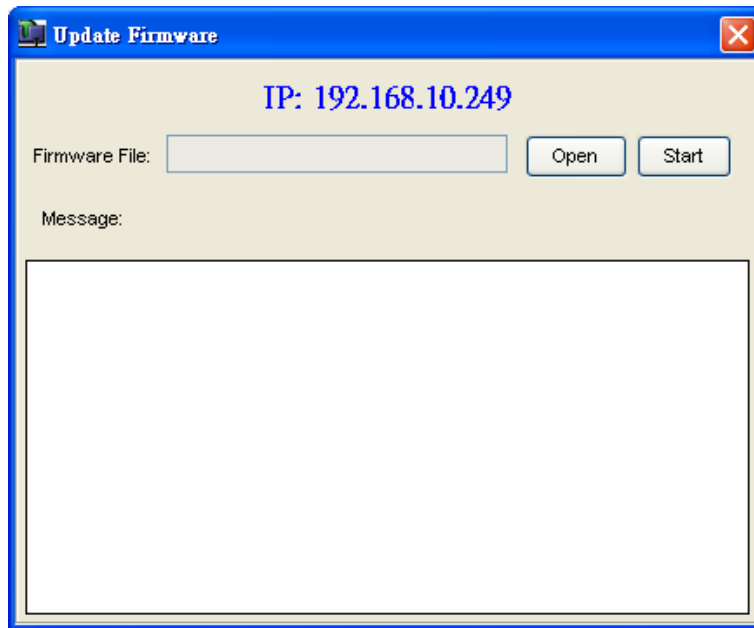 Update Firmware
IP: 192.168.10.249
Firmware File:
Open
Start
Message: